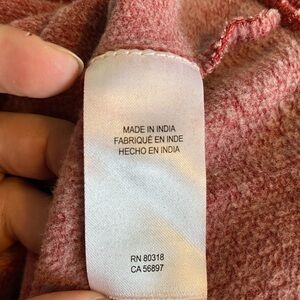 MADE IN INDIA
FABRIQUÉ EN INDE
HECHO EN INDIA
RN 80318
CA 56897